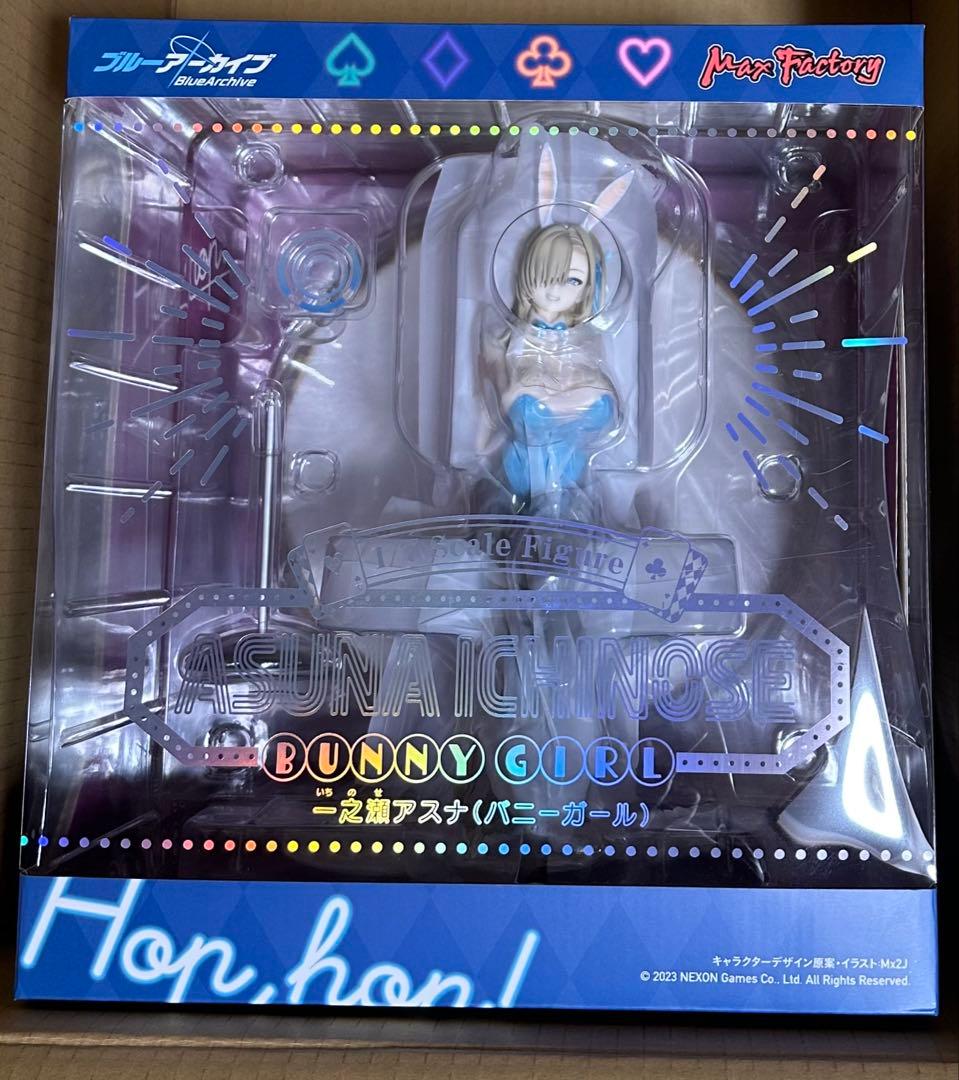 ブルーアーカイブ
BlueArchive
Max Factory
Scale Figure
ASUNA ICHINOSE
BUNNY GIRL
いちのせ
一之瀬アスナ(バニーガール)
Hop, hop!
キャラクターデザイン原案・イラスト:Mx2J
© 2023 NEXON Games Co., Ltd. All Rights Reserved.